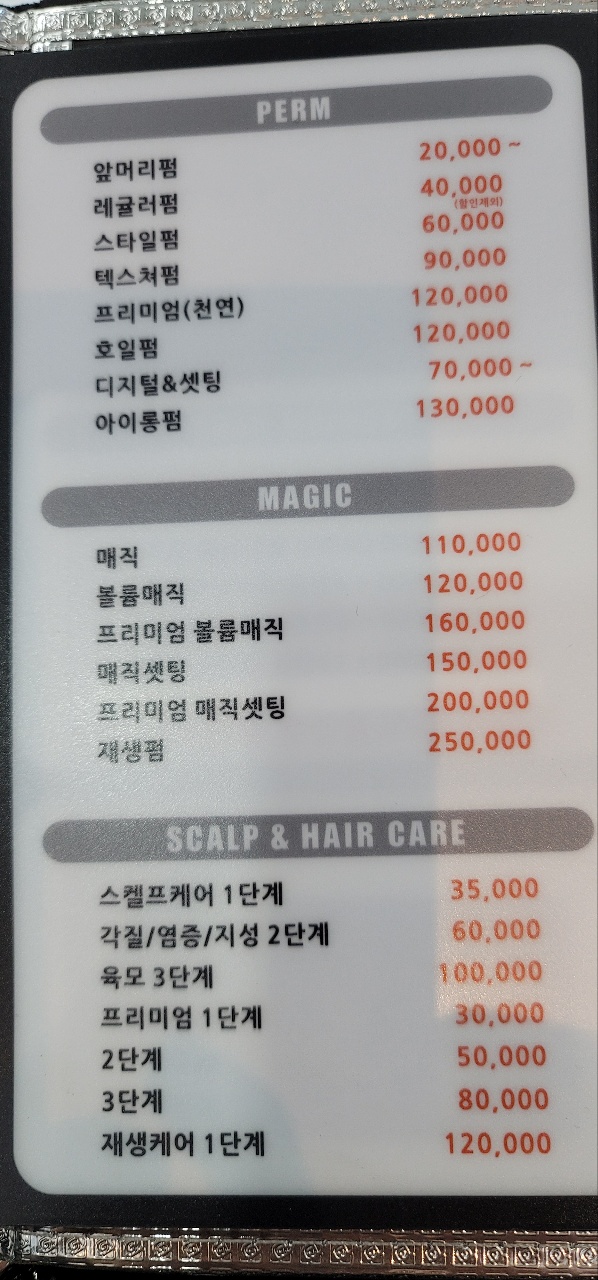 PERM
앞머리펌 20,000 ~
레귤러펌 40,000
(할인제외)
스타일펌 60,000
텍스쳐펌 90,000
프리미엄(천연) 120,000
호일펌 120,000
디지털&셋팅 70,000 ~
아이롱펌 130,000
MAGIC
매직 110,000
볼륨매직 120,000
프리미엄 볼륨매직 160,000
매직셋팅 150,000
프리미엄 매직셋팅 200,000
재생펌 250,000
SCALP & HAIR CARE
스켈프케어 1단계 35,000
각질/염증/지성 2단계 60,000
육모 3단계 100,000
프리미엄 1단계 30,000
2단계 50,000
3단계 80,000
재생케어 1단계 120,000